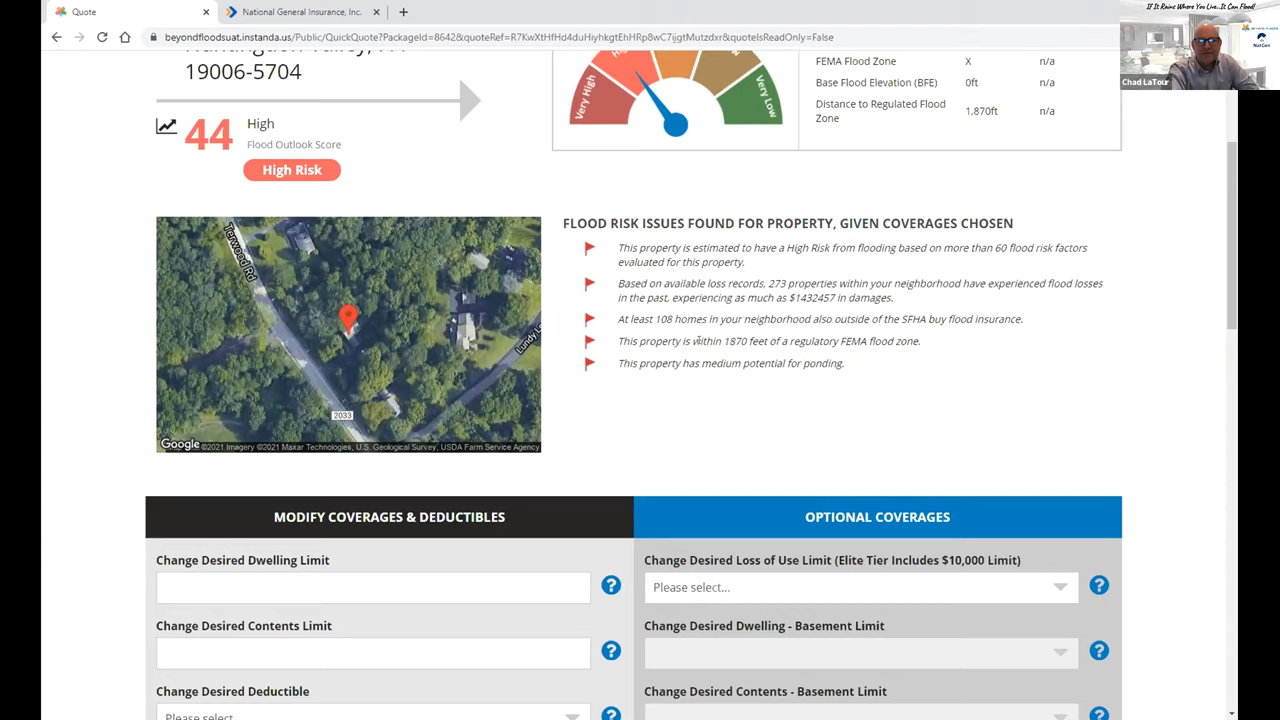 Quote
National General Insurance, Inc.
If It Rains Where You Live...It Can Flood!
beyondfloodsuat.instanda.us/Public/QuickQuote?PackageId=8642&quoteRef=R7KwXtHfHd4duHiyhkgtEhHRp8wC7ijgtMutzdxr&quoteIsReadOnly=False
NatGen
Chad LaTour
19006-5704
44
High
Flood Outlook Score
High Risk
Very High
Very Low
FEMA Flood Zone X n/a
Base Flood Elevation (BFE) 0ft n/a
Distance to Regulated Flood
Zone 1,870ft n/a
Terwood Rd
2033
Google
©2021 Imagery ©2021 Maxar Technologies, U.S. Geological Survey, USDA Farm Service Agency
FLOOD RISK ISSUES FOUND FOR PROPERTY, GIVEN COVERAGES CHOSEN
This property is estimated to have a High Risk from flooding based on more than 60 flood risk factors
evaluated for this property.
Based on available loss records, 273 properties within your neighborhood have experienced flood losses
in the past, experiencing as much as $1432457 in damages.
At least 108 homes in your neighborhood also outside of the SFHA buy flood insurance.
This property is within 1870 feet of a regulatory FEMA flood zone.
This property has medium potential for ponding.
MODIFY COVERAGES & DEDUCTIBLES
Change Desired Dwelling Limit
Change Desired Contents Limit
Change Desired Deductible
Please select
OPTIONAL COVERAGES
Change Desired Loss of Use Limit (Elite Tier Includes $10,000 Limit)
Please select...
Change Desired Dwelling - Basement Limit
Change Desired Contents - Basement Limit